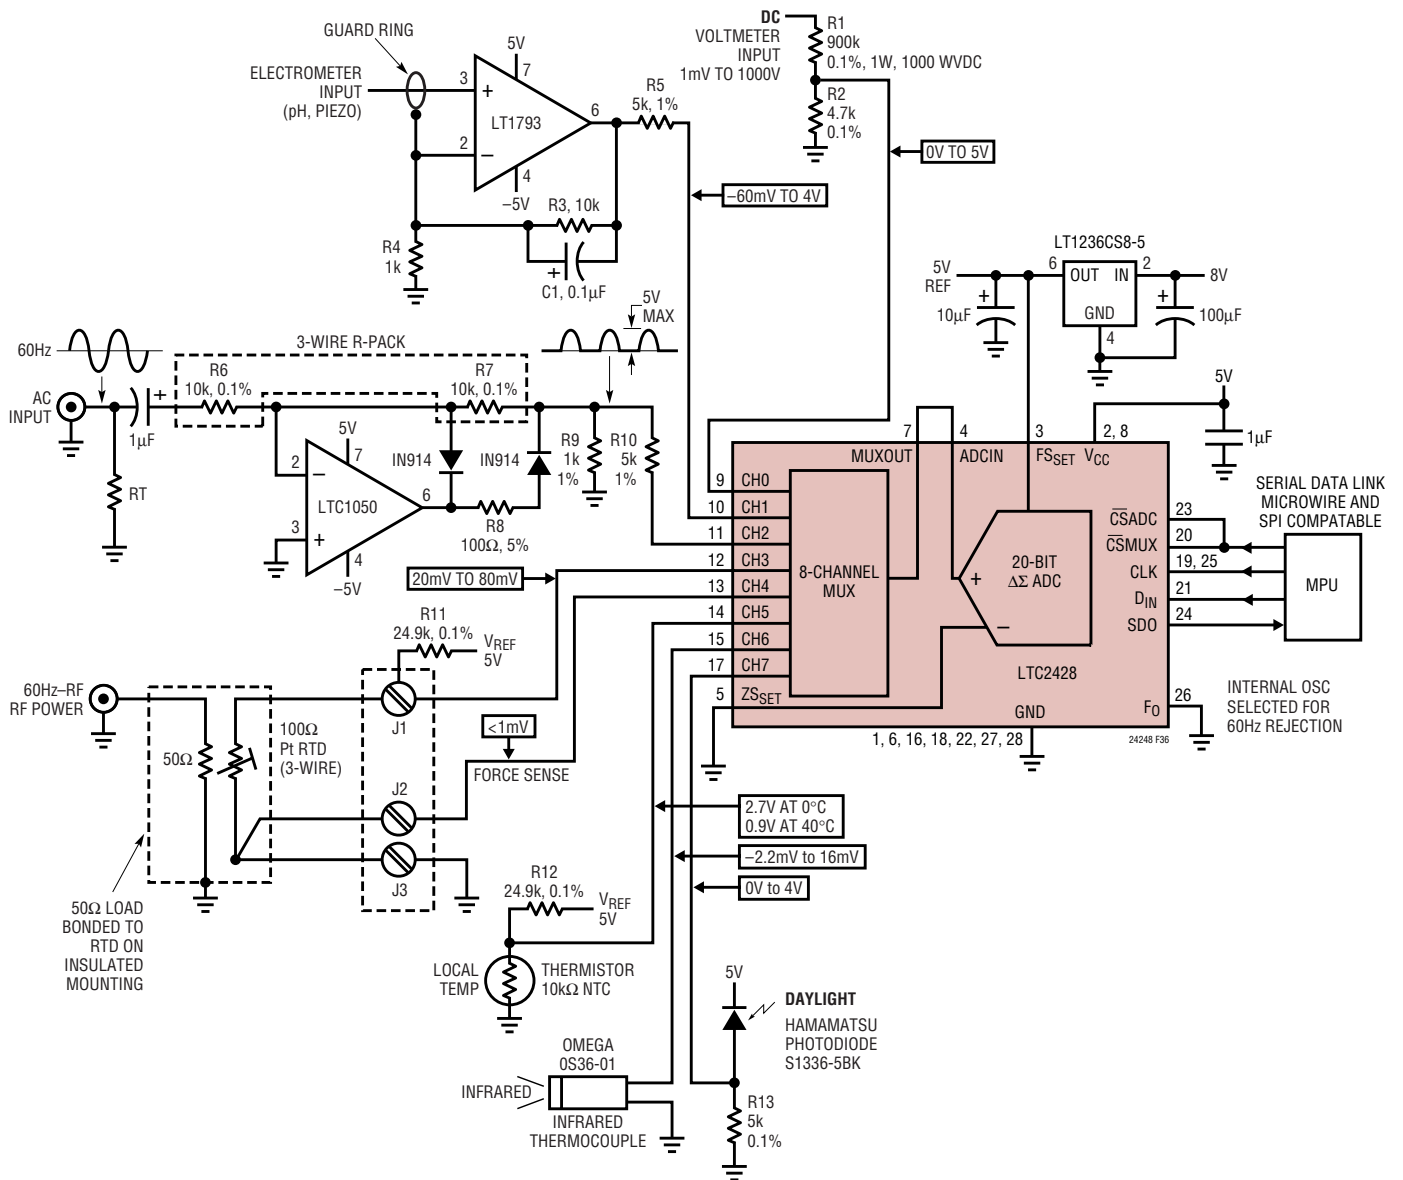 GUARD RING
ELECTROMETER
INPUT
(pH, PIEZO)
3
2
+
–
LT1793
5V
7
6
4
–5V
R5
5k, 1%
R3, 10k
R4
1k
+
C1, 0.1µF
DC
VOLTMETER
INPUT
1mV TO 1000V
R1
900k
0.1%, 1W, 1000 WVDC
R2
4.7k
0.1%
0V TO 5V
–60mV TO 4V
LT1236CS8-5
5V
REF
6
OUT
IN
2
8V
GND
4
+
10µF
+
100µF
60Hz
AC
INPUT
+
1µF
RT
3-WIRE R-PACK
R6
10k, 0.1%
R7
10k, 0.1%
5V
MAX
2
3
–
+
LTC1050
5V
7
6
4
–5V
IN914
IN914
R8
100Ω, 5%
R9
1k
1%
R10
5k
1%
5V
1µF
7
4
3
2, 8
MUXOUT
ADCIN
FSSET
VCC
9
CH0
10
CH1
11
CH2
12
CH3
13
CH4
14
CH5
15
CH6
17
CH7
5
ZSSET
8-CHANNEL
MUX
20-BIT
ΔΣ ADC
+
–
LTC2428
GND
1, 6, 16, 18, 22, 27, 28
C̅S̅ADC
23
C̅S̅MUX
20
CLK
19, 25
DIN
21
SDO
24
FO
26
24248 F36
SERIAL DATA LINK
MICROWIRE AND
SPI COMPATABLE
MPU
INTERNAL OSC
SELECTED FOR
60Hz REJECTION
20mV TO 80mV
R11
24.9k, 0.1%
VREF
5V
60Hz–RF
RF POWER
50Ω
100Ω
Pt RTD
(3-WIRE)
J1
J2
J3
<1mV
FORCE SENSE
50Ω LOAD
BONDED TO
RTD ON
INSULATED
MOUNTING
2.7V AT 0°C
0.9V AT 40°C
–2.2mV to 16mV
0V to 4V
R12
24.9k, 0.1%
VREF
5V
LOCAL
TEMP
THERMISTOR
10kΩ NTC
OMEGA
0S36-01
INFRARED
INFRARED
THERMOCOUPLE
5V
DAYLIGHT
HAMAMATSU
PHOTODIODE
S1336-5BK
R13
5k
0.1%